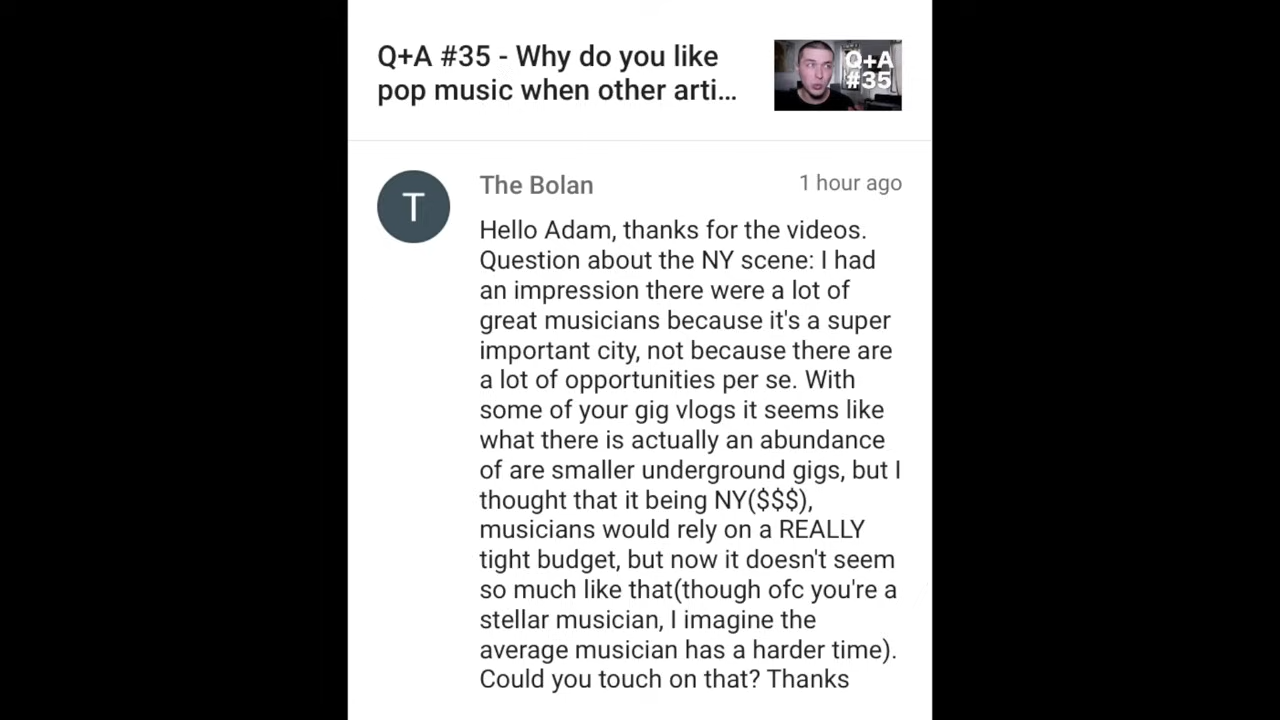 Q+A #35 - Why do you like
pop music when other arti...
Q+A
#35
T
The Bolan
1 hour ago
Hello Adam, thanks for the videos.
Question about the NY scene: I had
an impression there were a lot of
great musicians because it's a super
important city, not because there are
a lot of opportunities per se. With
some of your gig vlogs it seems like
what there is actually an abundance
of are smaller underground gigs, but I
thought that it being NY($$$),
musicians would rely on a REALLY
tight budget, but now it doesn't seem
so much like that(though ofc you're a
stellar musician, I imagine the
average musician has a harder time).
Could you touch on that? Thanks